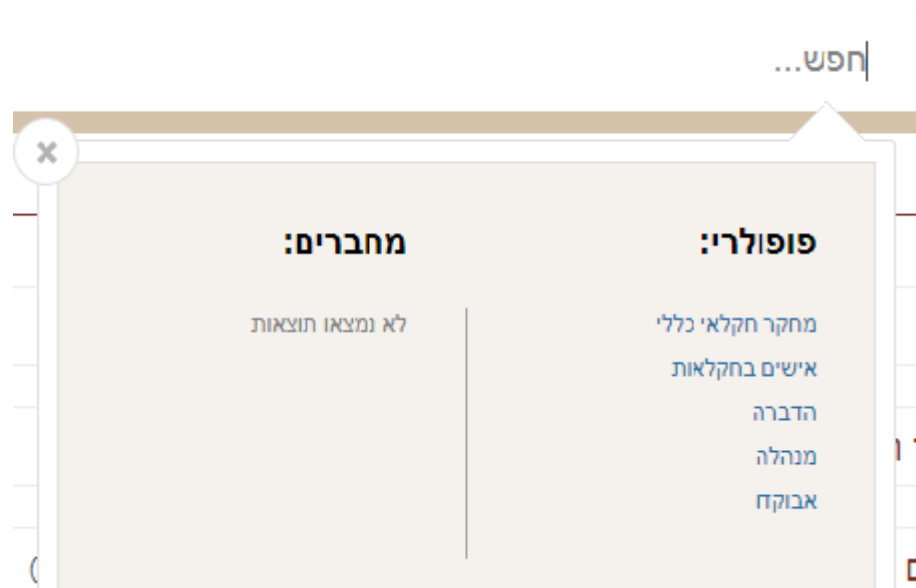 חפש...
פופולרי:
מחקר חקלאי כללי
אישים בחקלאות
הדברה
מנהלה
אבוקדו
מחברים:
לא נמצאו תוצאות